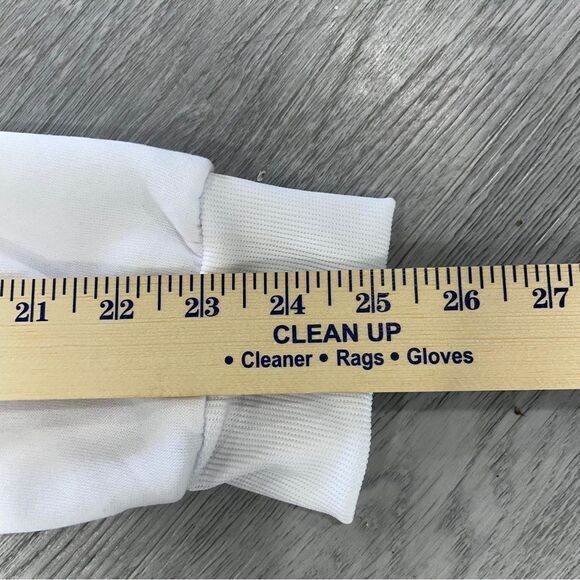 21 22 23 24 25 26 27
CLEAN UP
• Cleaner • Rags • Gloves